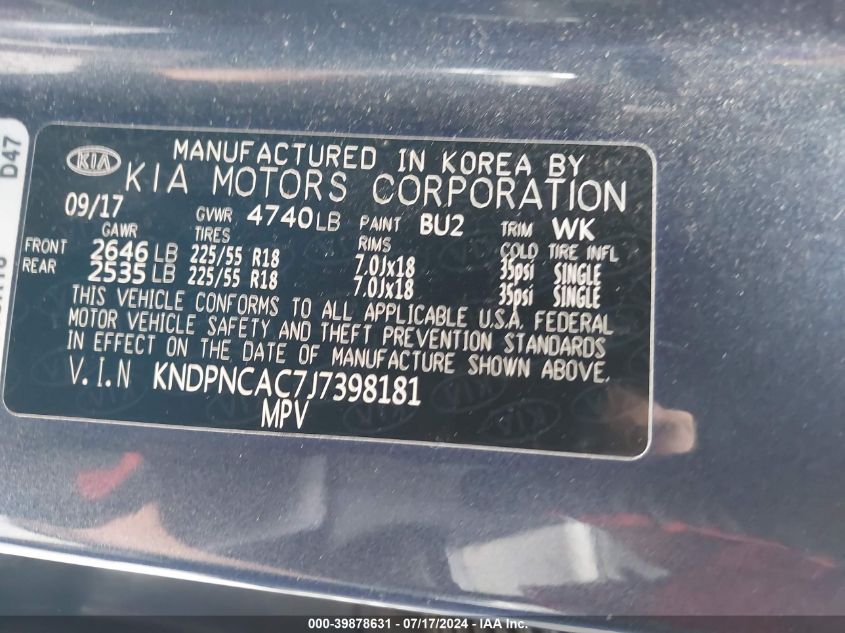 D47
KIA
MANUFACTURED IN KOREA BY
KIA MOTORS CORPORATION
09/17 GVWR 4740 LB PAINT BU2 TRIM WK
GAWR TIRES RIMS COLD TIRE INFL
FRONT 2646 LB 225/55 R18 7.0Jx18 35psi SINGLE
REAR 2535 LB 225/55 R18 7.0Jx18 35psi SINGLE
THIS VEHICLE CONFORMS TO ALL APPLICABLE U.S.A. FEDERAL
MOTOR VEHICLE SAFETY AND THEFT PREVENTION STANDARDS
IN EFFECT ON THE DATE OF MANUFACTURE SHOWN ABOVE.
V.I.N KNDPNCAC7J7398181
MPV
000-39878631 - 07/17/2024 - IAA Inc.